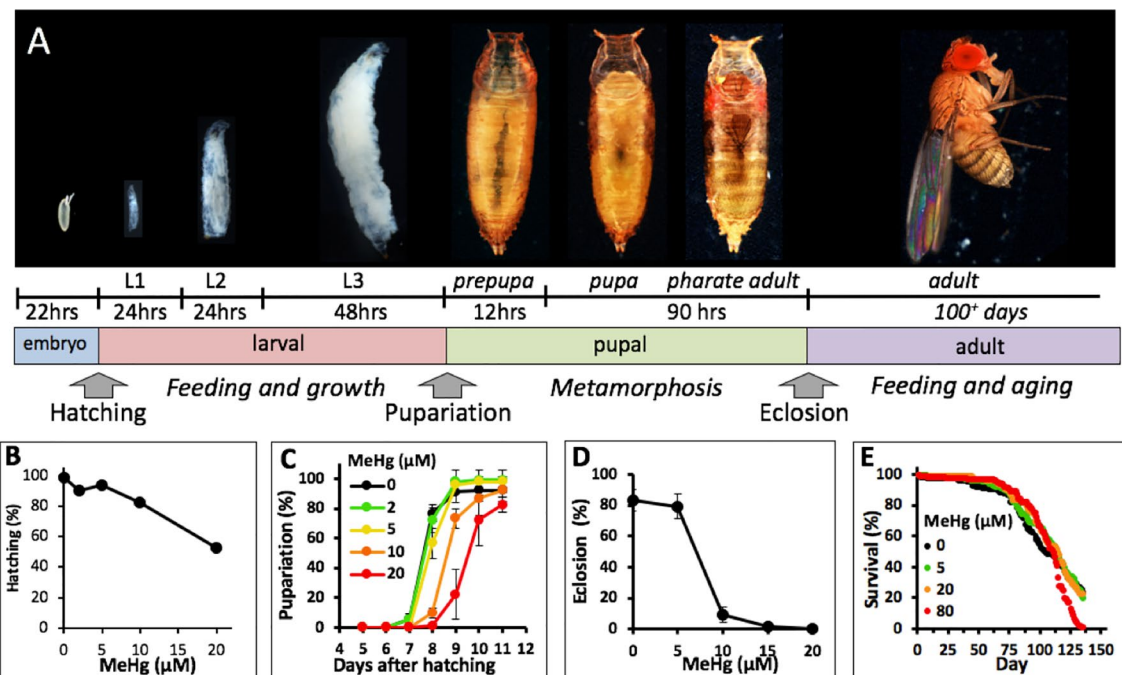 A
L1 L2 L3 prepupa pupa pharate adult adult
22hrs 24hrs 24hrs 48hrs 12hrs 90 hrs 100+ days
embryo larval pupal adult
Feeding and growth Metamorphosis Feeding and aging
Hatching Pupariation Eclosion
B
Hatching (%)
100
80
60
40
20
0
0 5 10 15 20
MeHg (μM)
C
Pupariation (%)
100
80
60
40
20
0
MeHg (μM)
0
2
5
10
20
4 5 6 7 8 9 10 11 12
Days after hatching
D
Eclosion (%)
100
80
60
40
20
0
0 5 10 15 20
MeHg (μM)
E
Survival (%)
100
80
60
40
20
0
MeHg (μM)
0
5
20
80
0 25 50 75 100 125 150
Day